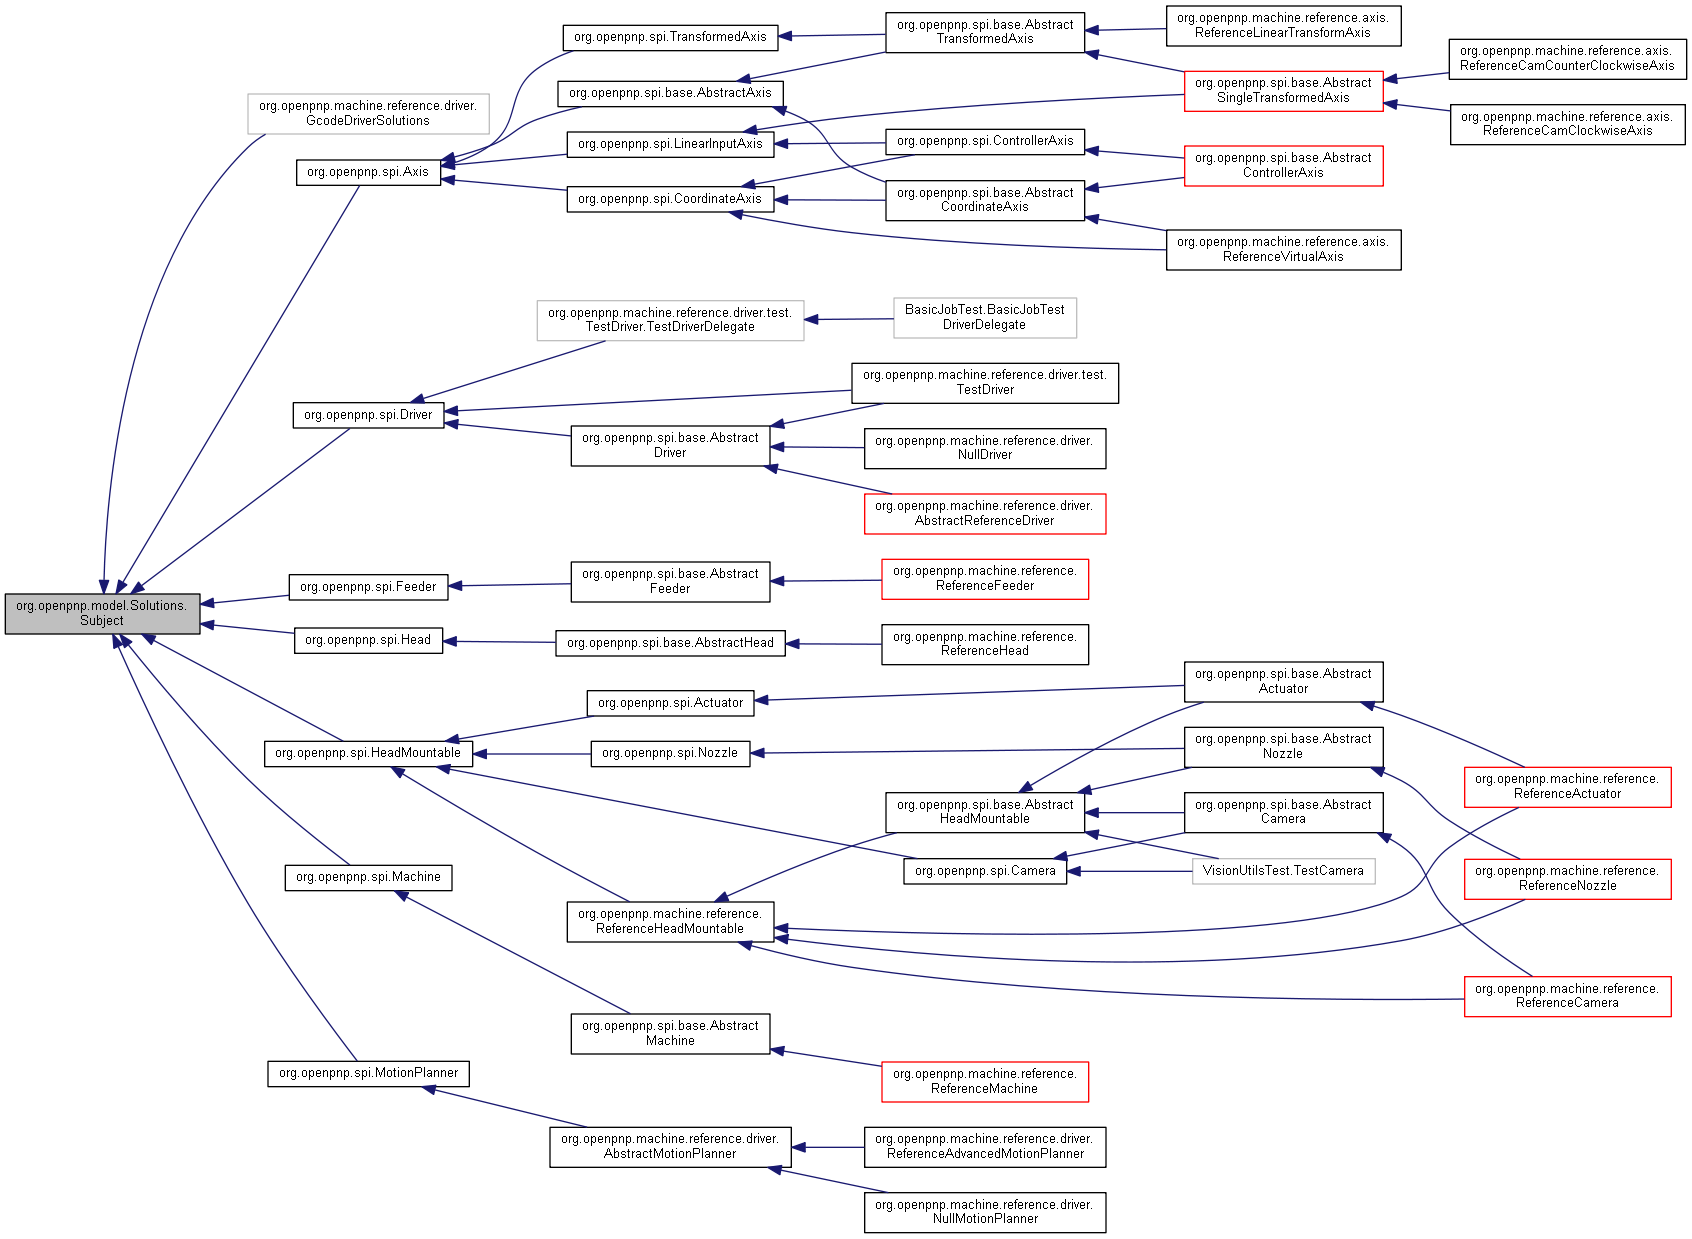 org.openpnp.model.Solutions.
Subject
org.openpnp.machine.reference.driver.
GcodeDriverSolutions
org.openpnp.spi.Axis
org.openpnp.spi.TransformedAxis
org.openpnp.spi.base.AbstractAxis
org.openpnp.spi.LinearInputAxis
org.openpnp.spi.CoordinateAxis
org.openpnp.spi.base.Abstract
TransformedAxis
org.openpnp.spi.ControllerAxis
org.openpnp.spi.base.Abstract
CoordinateAxis
org.openpnp.machine.reference.axis.
ReferenceLinearTransformAxis
org.openpnp.spi.base.Abstract
SingleTransformedAxis
org.openpnp.spi.base.Abstract
ControllerAxis
org.openpnp.machine.reference.axis.
ReferenceVirtualAxis
org.openpnp.machine.reference.axis.
ReferenceCamCounterClockwiseAxis
org.openpnp.machine.reference.axis.
ReferenceCamClockwiseAxis
org.openpnp.spi.Driver
org.openpnp.machine.reference.driver.test.
TestDriver.TestDriverDelegate
BasicJobTest.BasicJobTest
DriverDelegate
org.openpnp.spi.base.Abstract
Driver
org.openpnp.machine.reference.driver.test.
TestDriver
org.openpnp.machine.reference.driver.
NullDriver
org.openpnp.machine.reference.driver.
AbstractReferenceDriver
org.openpnp.spi.Feeder
org.openpnp.spi.base.Abstract
Feeder
org.openpnp.machine.reference.
ReferenceFeeder
org.openpnp.spi.Head
org.openpnp.spi.base.AbstractHead
org.openpnp.machine.reference.
ReferenceHead
org.openpnp.spi.HeadMountable
org.openpnp.spi.Actuator
org.openpnp.spi.Nozzle
org.openpnp.machine.reference.
ReferenceHeadMountable
org.openpnp.spi.base.Abstract
HeadMountable
org.openpnp.spi.Camera
org.openpnp.spi.base.Abstract
Actuator
org.openpnp.spi.base.Abstract
Nozzle
org.openpnp.spi.base.Abstract
Camera
VisionUtilsTest.TestCamera
org.openpnp.machine.reference.
ReferenceActuator
org.openpnp.machine.reference.
ReferenceNozzle
org.openpnp.machine.reference.
ReferenceCamera
org.openpnp.spi.Machine
org.openpnp.spi.base.Abstract
Machine
org.openpnp.machine.reference.
ReferenceMachine
org.openpnp.spi.MotionPlanner
org.openpnp.machine.reference.driver.
AbstractMotionPlanner
org.openpnp.machine.reference.driver.
ReferenceAdvancedMotionPlanner
org.openpnp.machine.reference.driver.
NullMotionPlanner